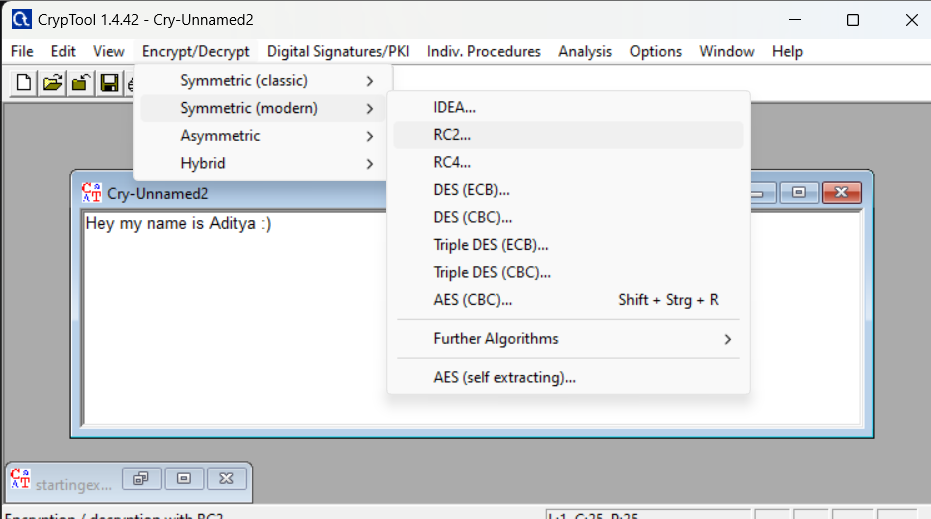 CrypTool 1.4.42 - Cry-Unnamed2
File Edit View Encrypt/Decrypt Digital Signatures/PKI Indiv. Procedures Analysis Options Window Help
Symmetric (classic)
Symmetric (modern)
Asymmetric
Hybrid
IDEA...
RC2...
RC4...
DES (ECB)...
DES (CBC)...
Triple DES (ECB)...
Triple DES (CBC)...
AES (CBC)... Shift + Strg + R
Further Algorithms
AES (self extracting)...
Cry-Unnamed2
Hey my name is Aditya :)
startingex...
Encryption / decryption with RC2
L:1 C:25 P:25